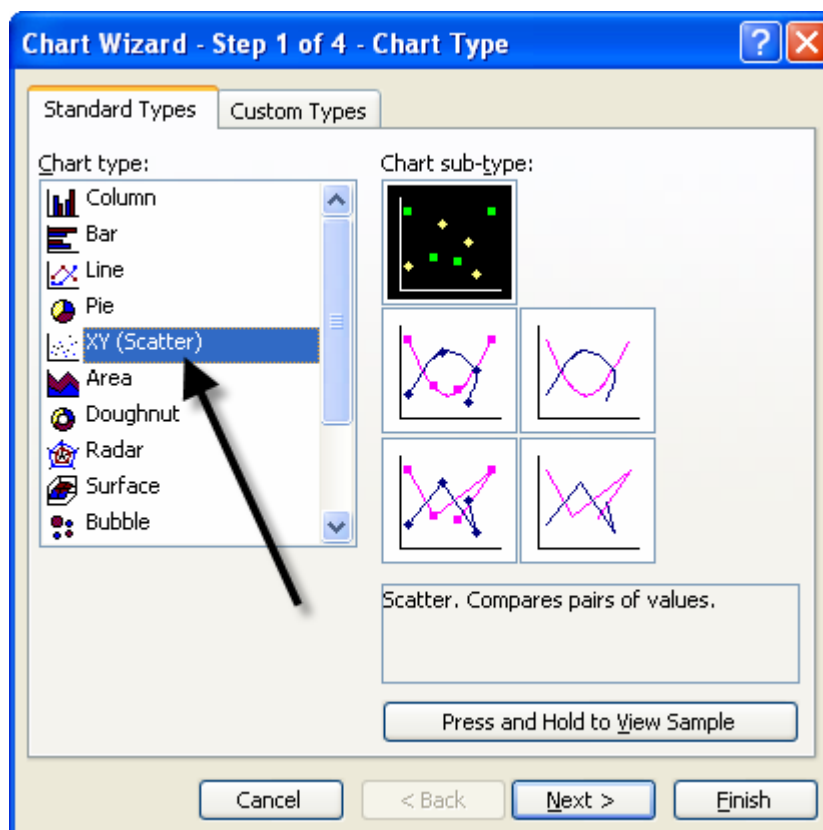 Chart Wizard - Step 1 of 4 - Chart Type
?
Standard Types
Custom Types
Chart type:
Column
Bar
Line
Pie
XY (Scatter)
Area
Doughnut
Radar
Surface
Bubble
Chart sub-type:
Scatter. Compares pairs of values.
Press and Hold to View Sample
Cancel
< Back
Next >
Finish